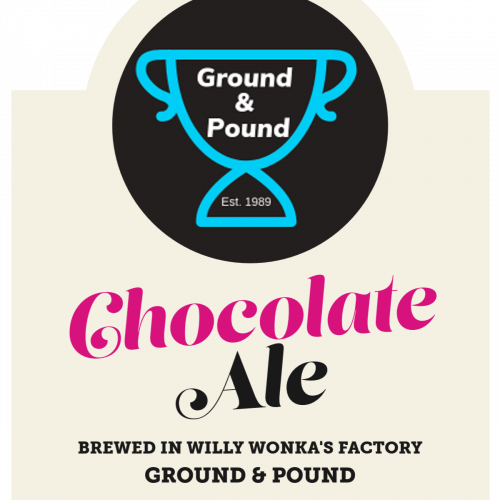 Ground
&
Pound
Est. 1989
Chocolate
Ale
BREWED IN WILLY WONKA'S FACTORY
GROUND & POUND